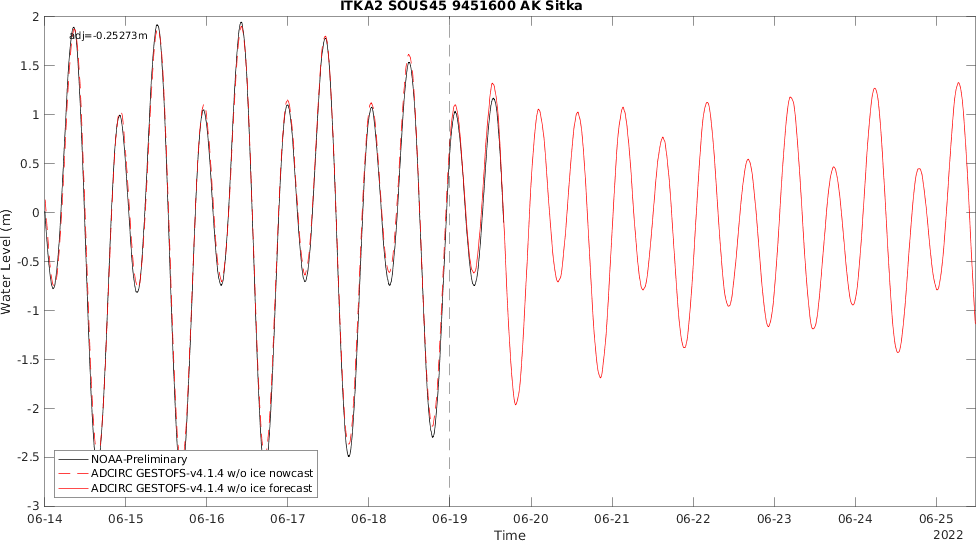 ITKA2 SOUS45 9451600 AK Sitka
adj=-0.25273m
Water Level (m)
2
1.5
1
0.5
0
-0.5
-1
-1.5
-2
-2.5
-3
NOAA-Preliminary
ADCIRC GESTOFS-v4.1.4 w/o ice nowcast
ADCIRC GESTOFS-v4.1.4 w/o ice forecast
06-14 06-15 06-16 06-17 06-18 06-19 06-20 06-21 06-22 06-23 06-24 06-25
Time
2022